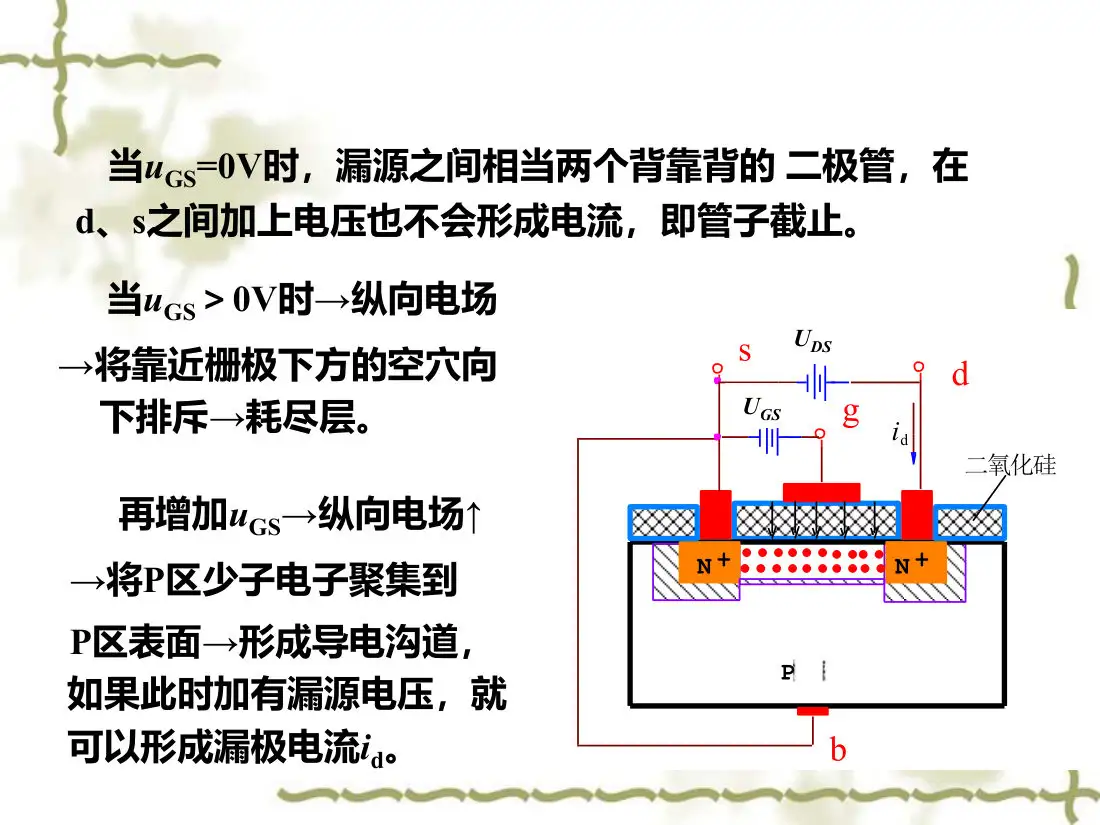 当uGS=0V时，漏源之间相当两个背靠背的 二极管，在
d、s之间加上电压也不会形成电流，即管子截止。
当uGS＞0V时→纵向电场
→将靠近栅极下方的空穴向
下排斥→耗尽层。
再增加uGS→纵向电场↑
→将P区少子电子聚集到
P区表面→形成导电沟道，
如果此时加有漏源电压，就
可以形成漏极电流id。
s
UDS
d
UGS
g
id
二氧化硅
N+
N+
P
b